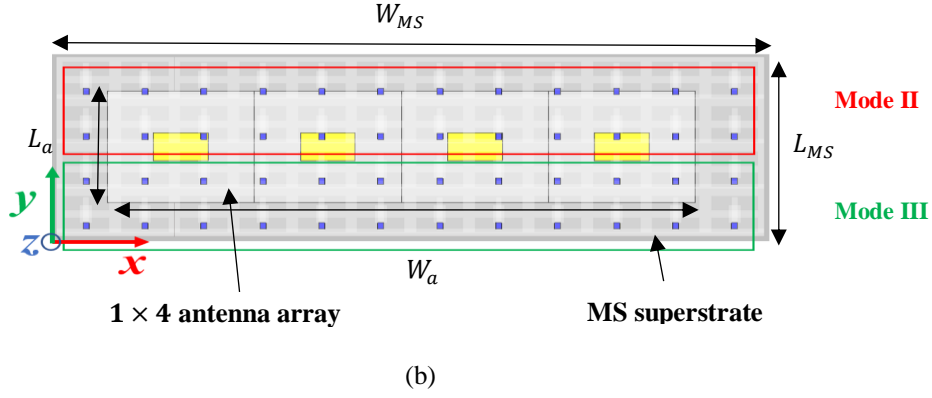 W_MS
Mode II
L_a
L_MS
y
Mode III
z
x
W_a
1 × 4 antenna array
MS superstrate
(b)